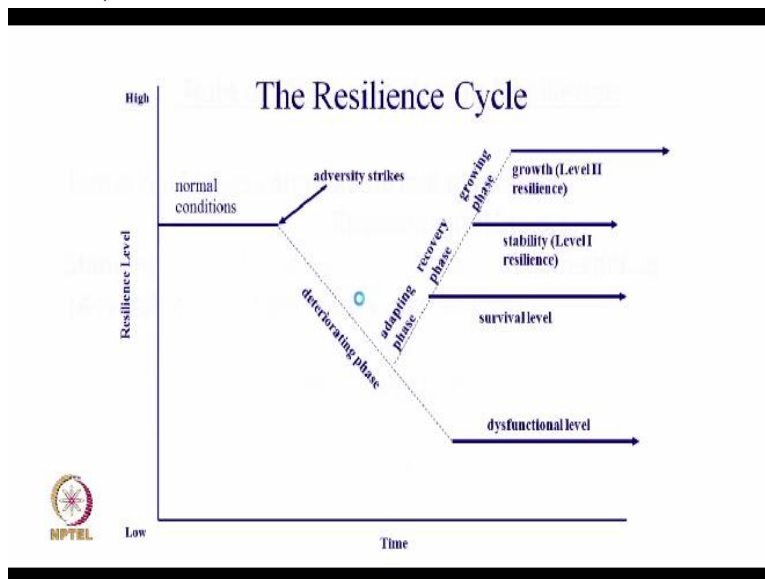 The Resilience Cycle
High
normal
conditions
adversity strikes
growing
phase
growth (Level II
resilience)
recovery
phase
stability (Level I
resilience)
Resilience Level
deteriorating phase
adapting
phase
survival level
dysfunctional level
NPTEL
Low
Time